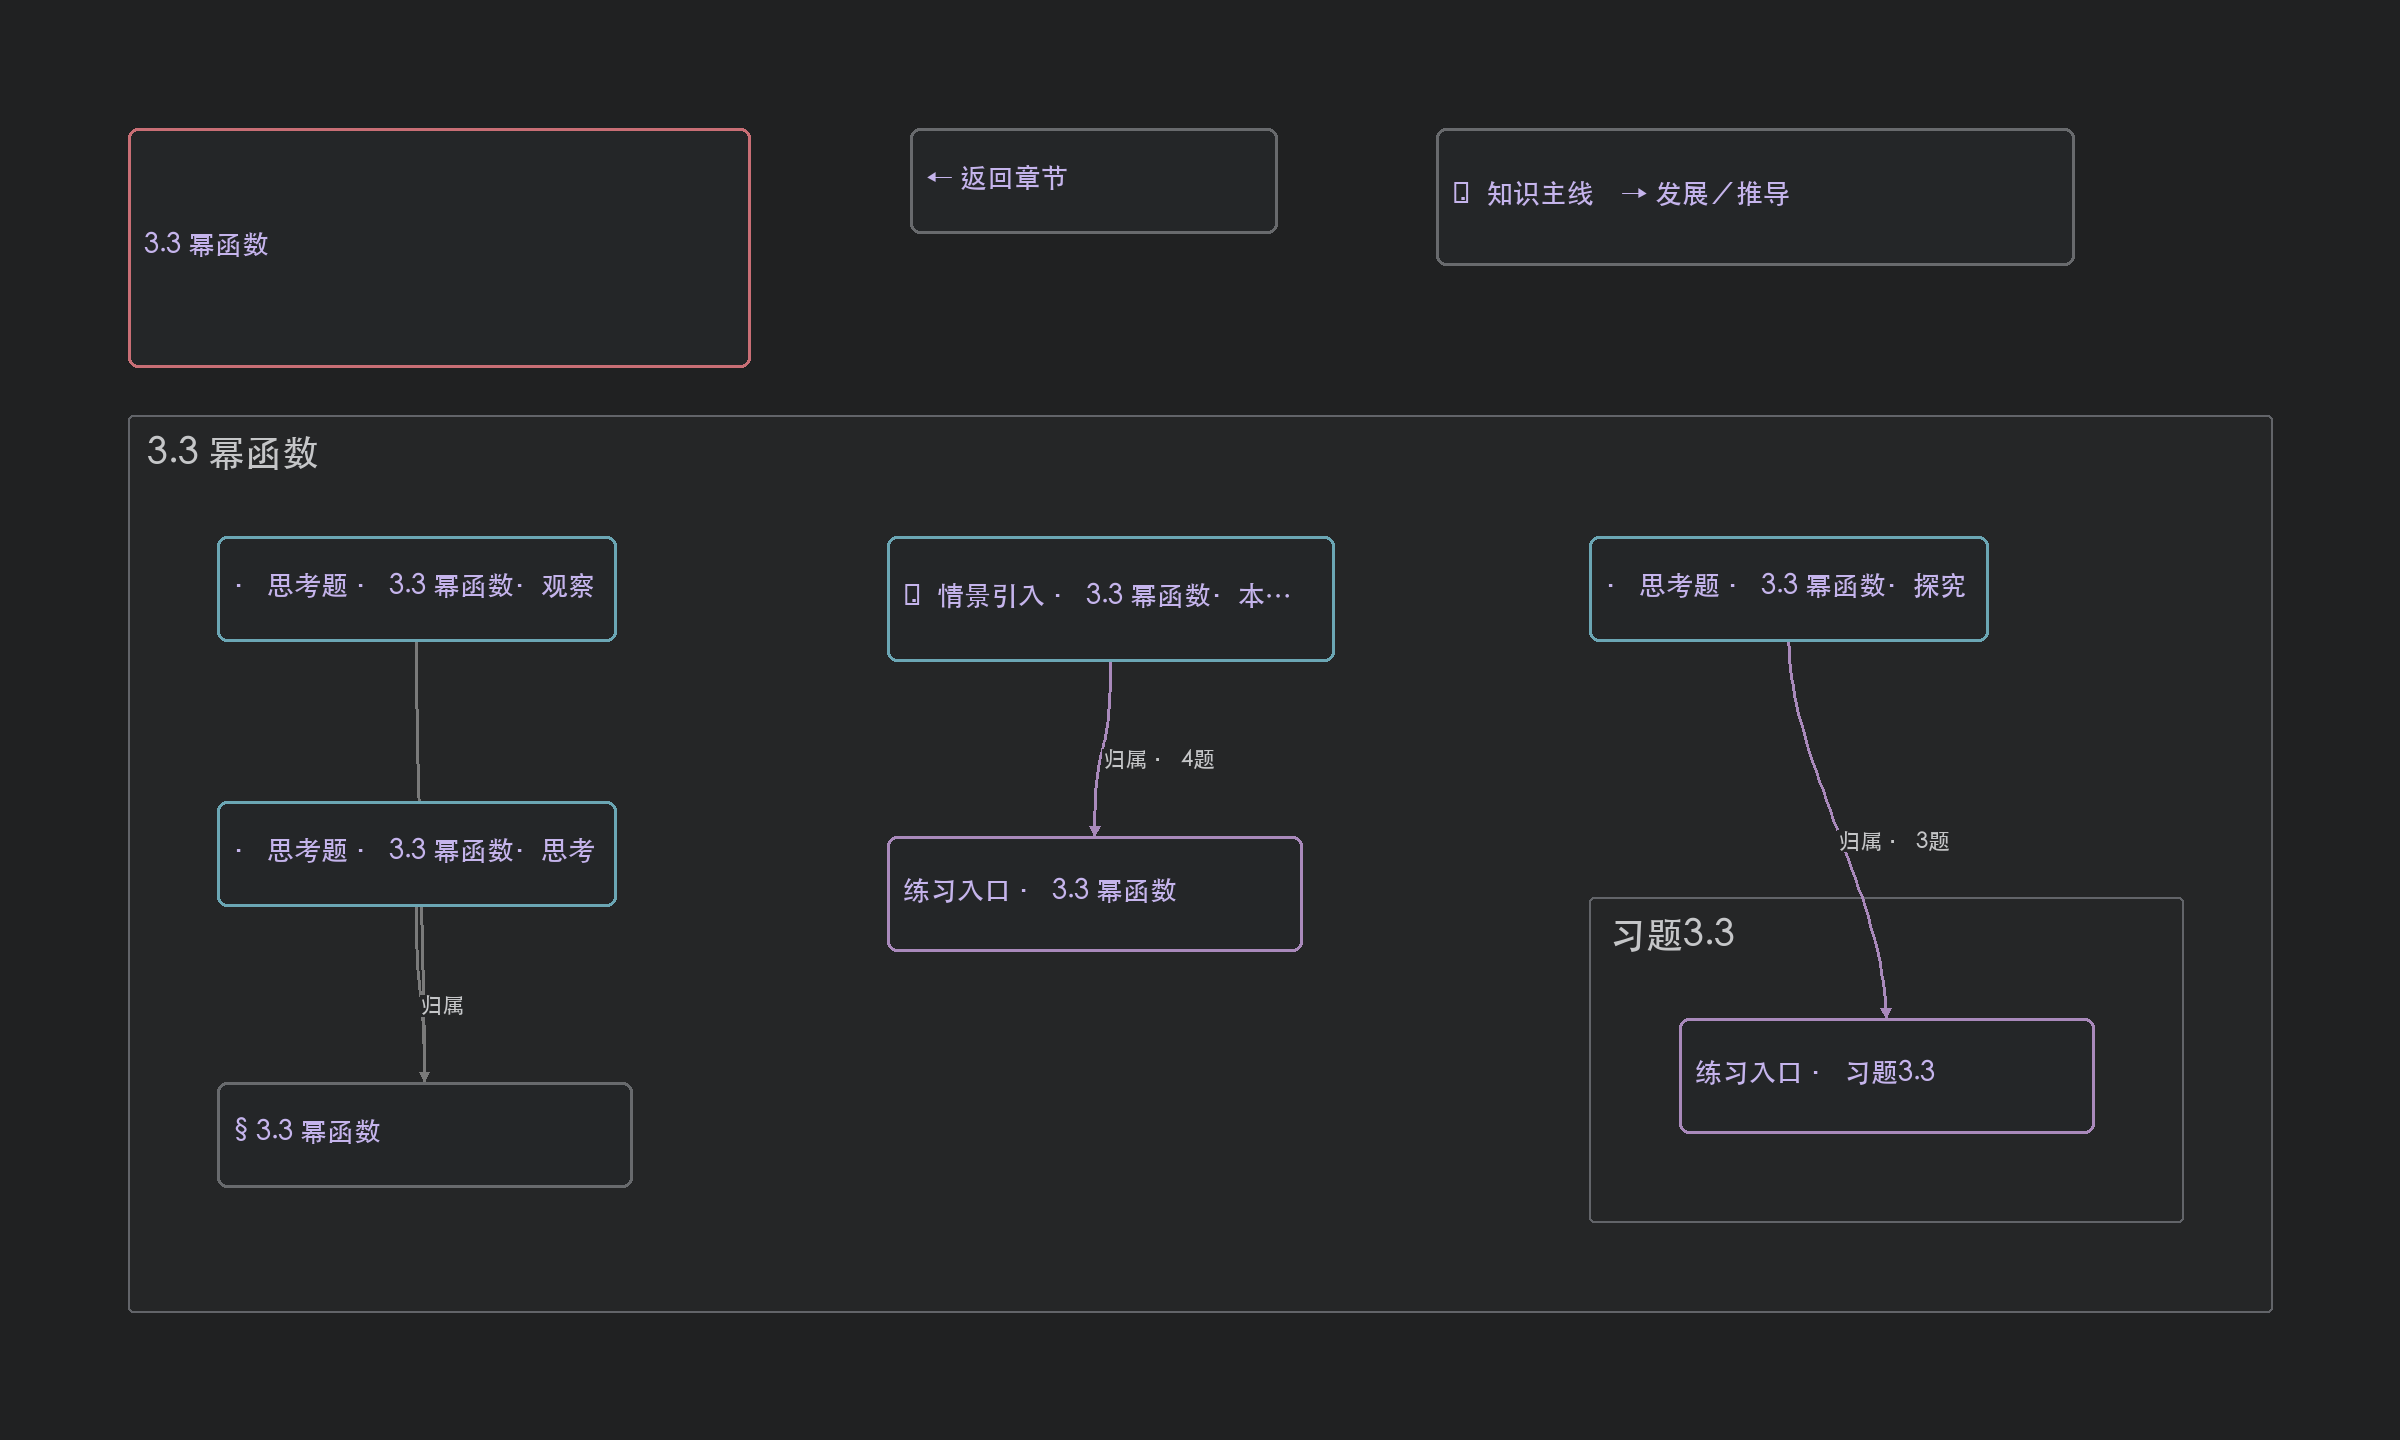 3.3 幂函数
← 返回章节
知识主线 → 发展／推导
3.3 幂函数
· 思考题 · 3.3 幂函数· 观察
情景引入 · 3.3 幂函数· 本…
· 思考题 · 3.3 幂函数· 探究
归属 · 4题
· 思考题 · 3.3 幂函数· 思考
归属 · 3题
练习入口 · 3.3 幂函数
习题3.3
归属
练习入口 · 习题3.3
§ 3.3 幂函数